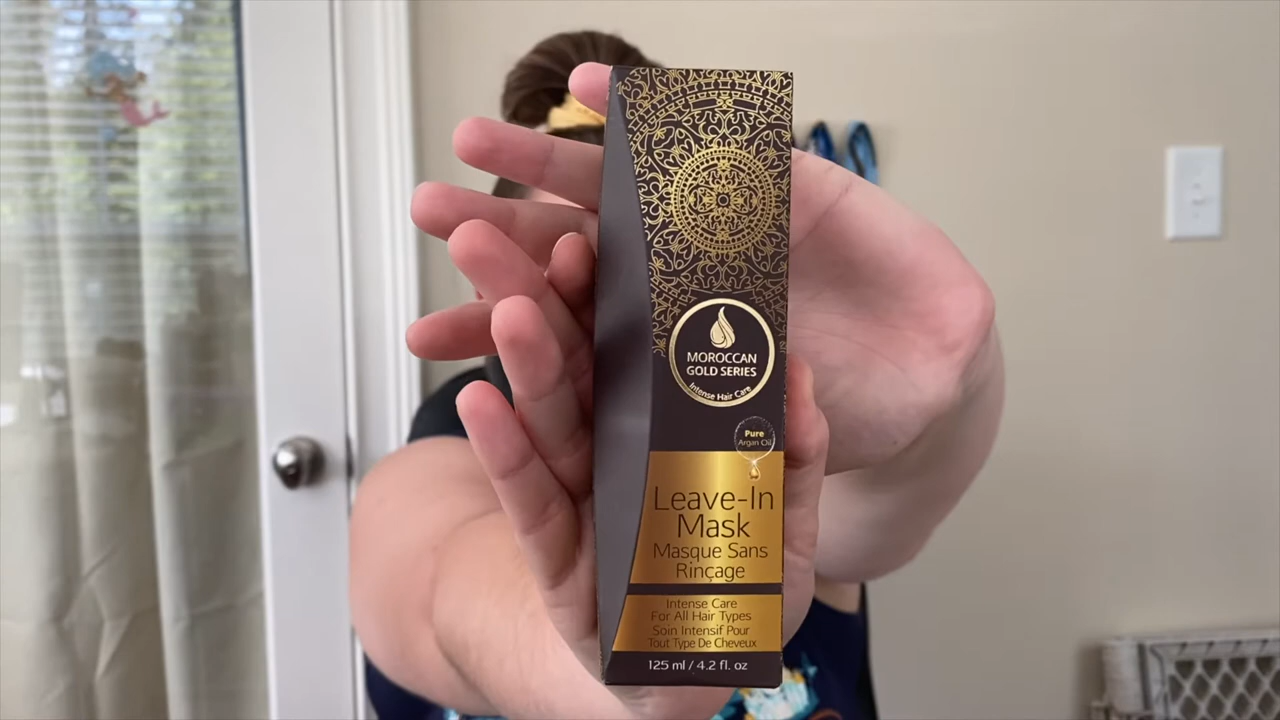 MOROCCAN
GOLD SERIES
Intense Hair Care
Pure
Argan Oil
Leave-In
Mask
Masque Sans
Rinçage
Intense Care
For All Hair Types
Soin Intensif Pour
Tout Type De Cheveux
125 ml / 4.2 fl. oz